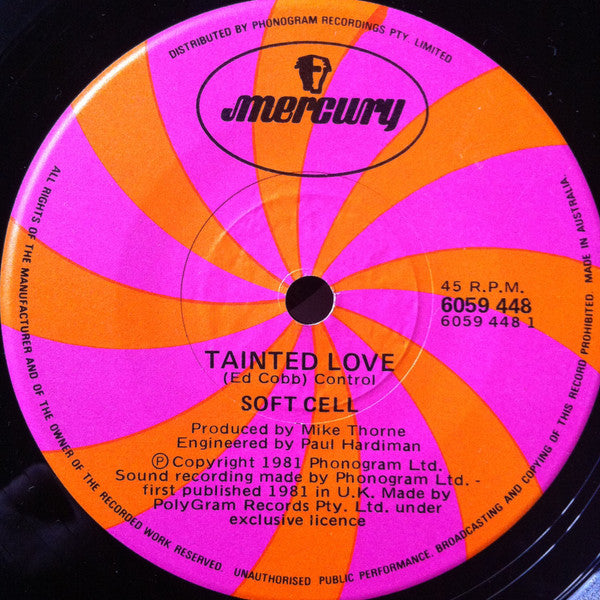 DISTRIBUTED BY PHONOGRAM RECORDINGS PTY. LIMITED
mercury
45 R.P.M.
6059 448
6059 448 1
TAINTED LOVE
(Ed Cobb) Control
SOFT CELL
Produced by Mike Thorne
Engineered by Paul Hardiman
Ⓟ Copyright 1981 Phonogram Ltd.
Sound recording made by Phonogram Ltd. -
first published 1981 in U.K. Made by
PolyGram Records Pty. Ltd. under
exclusive licence
ALL RIGHTS OF THE MANUFACTURER AND OF THE OWNER OF THE RECORDED WORK RESERVED. UNAUTHORISED PUBLIC PERFORMANCE, BROADCASTING AND COPYING OF THIS RECORD PROHIBITED. MADE IN AUSTRALIA.